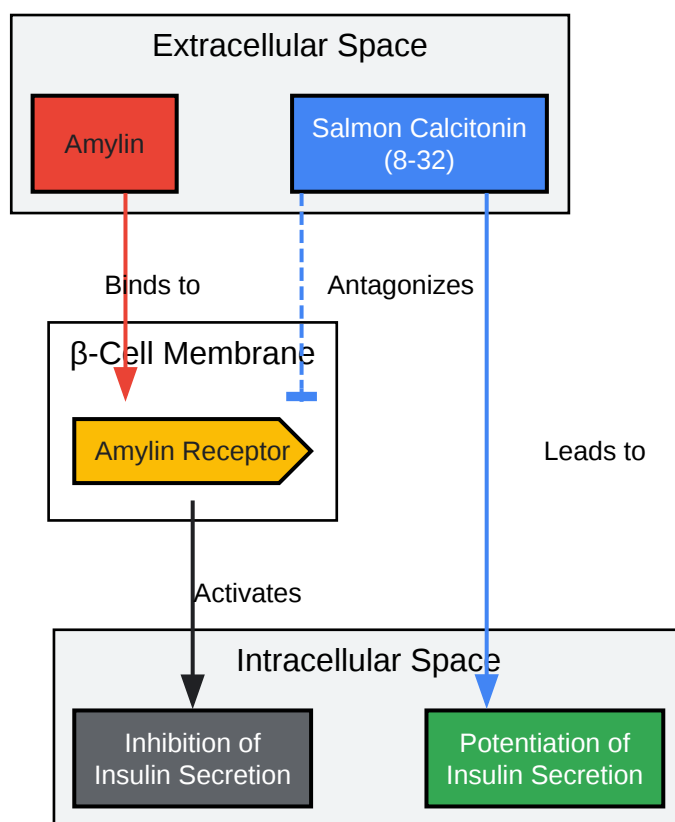 Extracellular Space
Amylin
Salmon Calcitonin
(8-32)
Binds to
Antagonizes
β-Cell Membrane
Amylin Receptor
Leads to
Activates
Intracellular Space
Inhibition of
Insulin Secretion
Potentiation of
Insulin Secretion